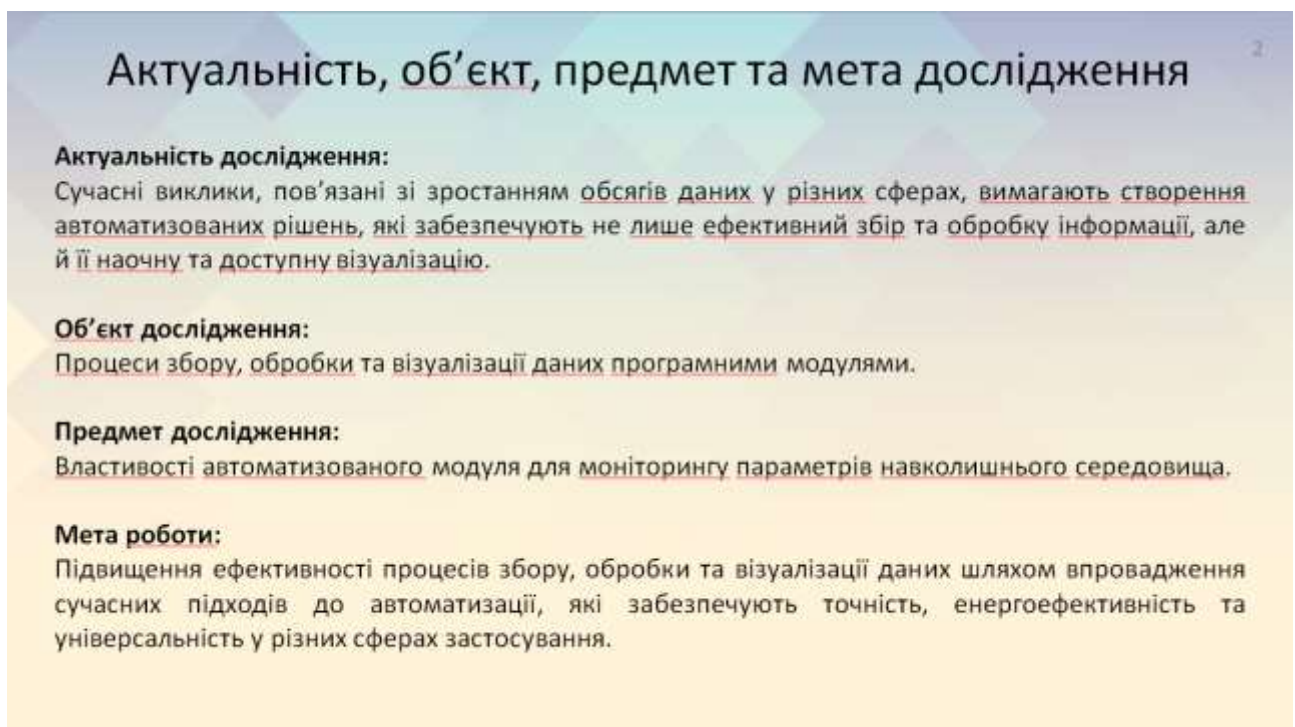 2
Актуальність, об’єкт, предмет та мета дослідження
Актуальність дослідження:
Сучасні виклики, пов’язані зі зростанням обсягів даних у різних сферах, вимагають створення
автоматизованих рішень, які забезпечують не лише ефективний збір та обробку інформації, але
й її наочну та доступну візуалізацію.
Об’єкт дослідження:
Процеси збору, обробки та візуалізації даних програмними модулями.
Предмет дослідження:
Властивості автоматизованого модуля для моніторингу параметрів навколишнього середовища.
Мета роботи:
Підвищення ефективності процесів збору, обробки та візуалізації даних шляхом впровадження
сучасних підходів до автоматизації, які забезпечують точність, енергоефективність та
універсальність у різних сферах застосування.